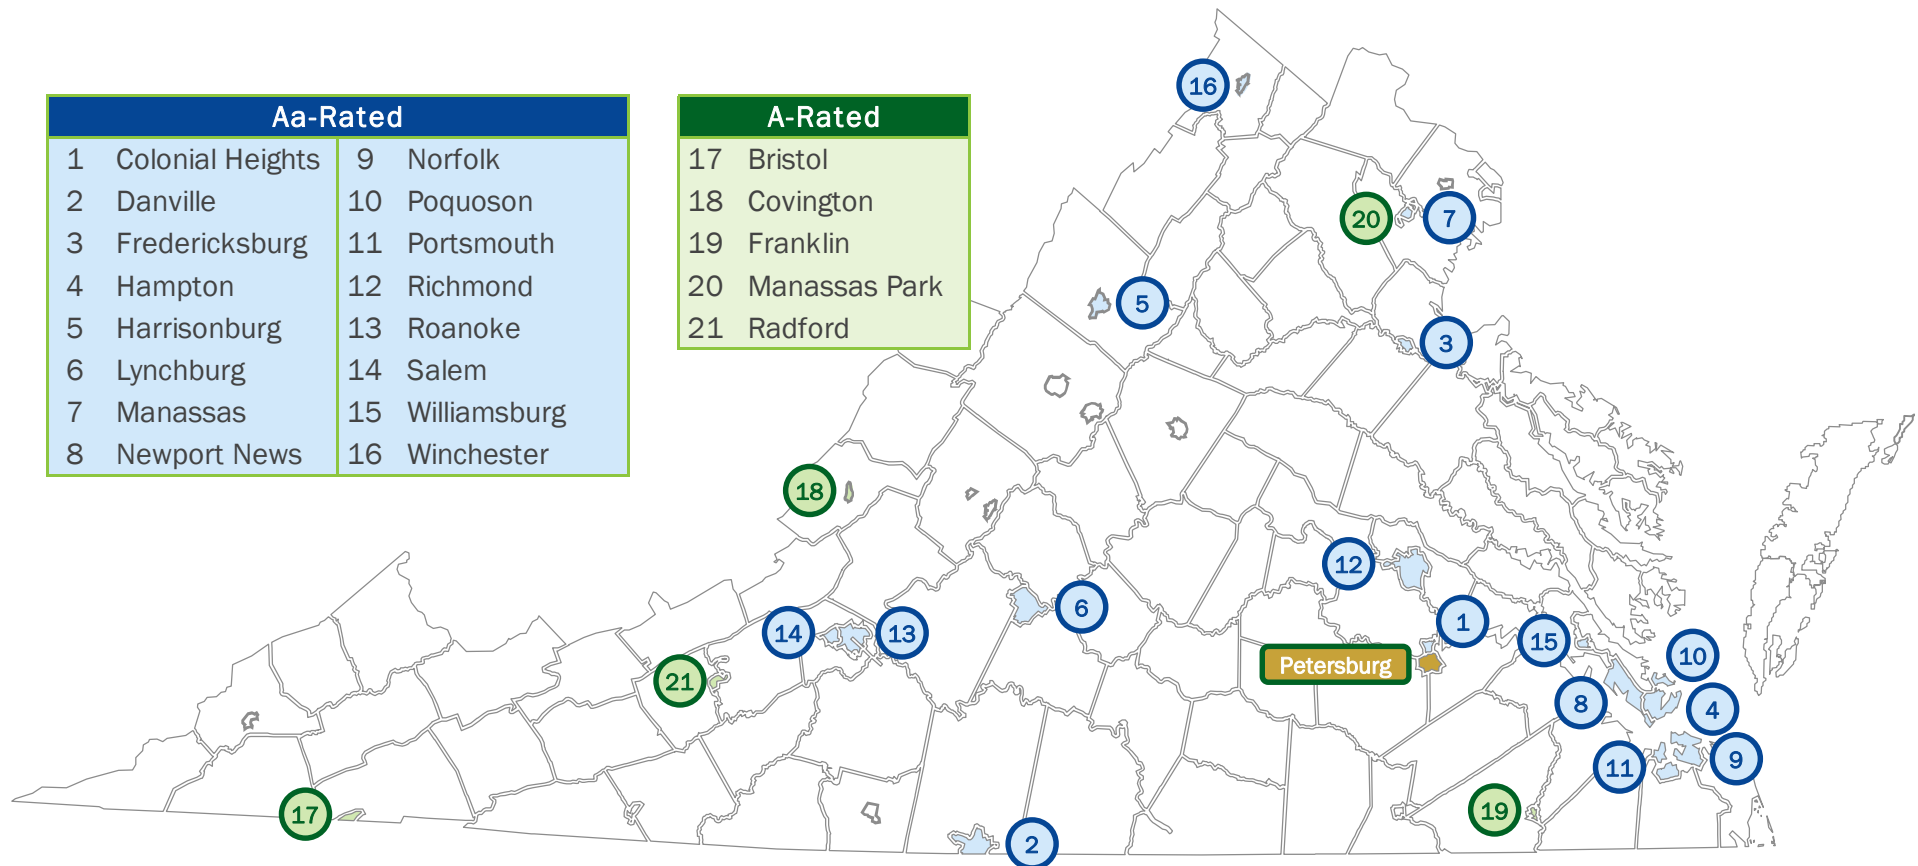 Aa-Rated
1 Colonial Heights 9 Norfolk
2 Danville 10 Poquoson
3 Fredericksburg 11 Portsmouth
4 Hampton 12 Richmond
5 Harrisonburg 13 Roanoke
6 Lynchburg 14 Salem
7 Manassas 15 Williamsburg
8 Newport News 16 Winchester
A-Rated
17 Bristol
18 Covington
19 Franklin
20 Manassas Park
21 Radford
16
20
7
5
3
18
12
6
1
14
13
15
Petersburg
10
21
8
4
9
11
19
17
2